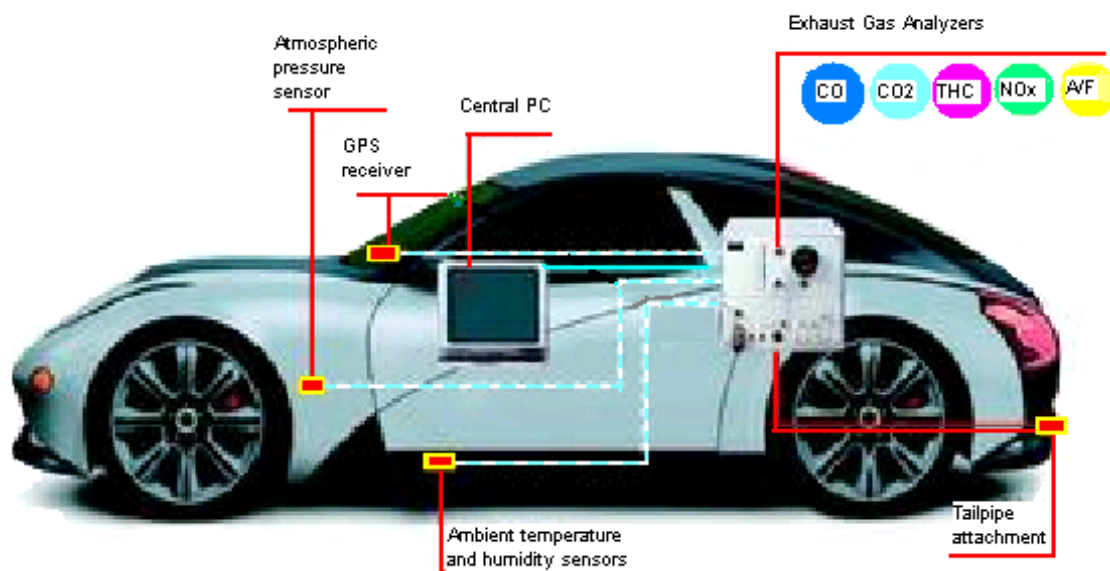 Exhaust Gas Analyzers
CO CO2 THC NOx A/F
Atmospheric
pressure
sensor
Central PC
GPS
receiver
Ambient temperature
and humidity sensors
Tailpipe
attachment